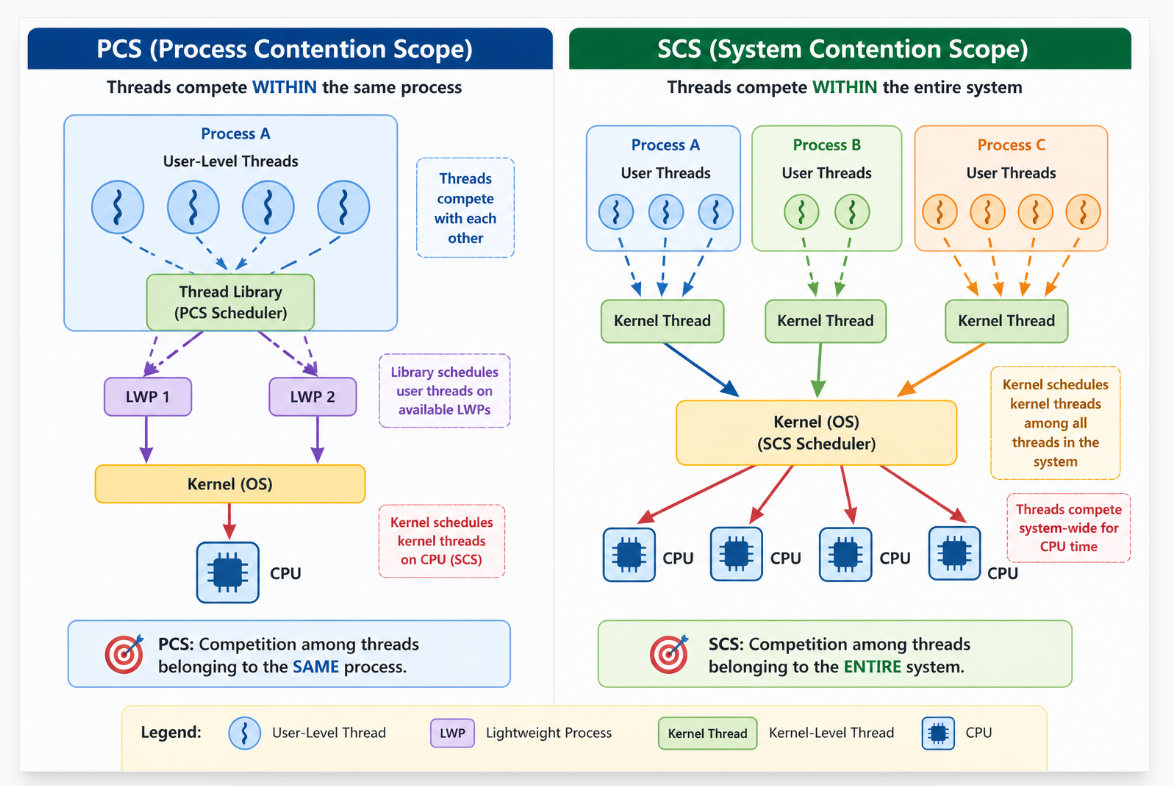 PCS (Process Contention Scope)
Threads compete WITHIN the same process
Process A
User-Level Threads
Threads
compete
with each
other
Thread Library
(PCS Scheduler)
LWP 1
LWP 2
Library schedules
user threads on
available LWPs
Kernel (OS)
Kernel schedules
kernel threads
on CPU (SCS)
CPU
PCS: Competition among threads
belonging to the SAME process.
SCS (System Contention Scope)
Threads compete WITHIN the entire system
Process A
User Threads
Process B
User Threads
Process C
User Threads
Kernel Thread
Kernel Thread
Kernel Thread
Kernel schedules
kernel threads
among all
threads in the
system
Kernel (OS)
(SCS Scheduler)
Threads compete
system-wide for
CPU time
CPU
CPU
CPU
CPU
SCS: Competition among threads
belonging to the ENTIRE system.
Legend:
User-Level Thread
LWP
Lightweight Process
Kernel Thread
Kernel-Level Thread
CPU